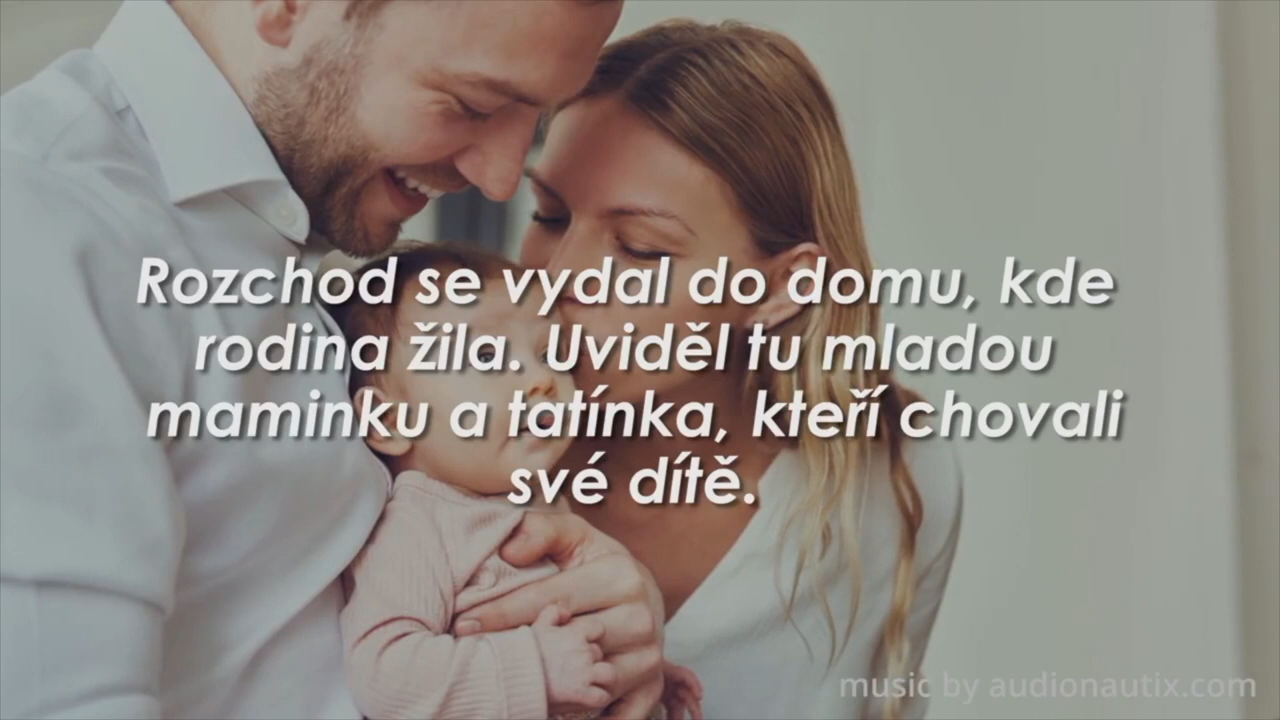 Rozchod se vydal do domu, kde
rodina žila. Uviděl tu mladou
maminku a tatínka, kteří chovali
své dítě.
music by audionautix.com